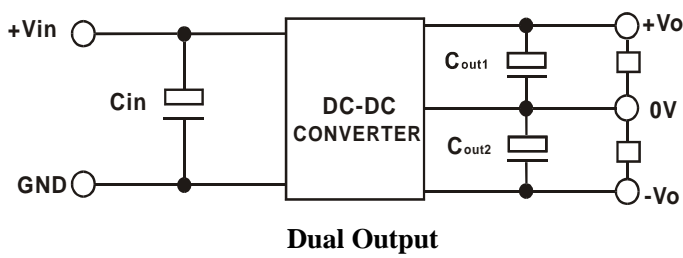 +Vin
Cin
GND
DC-DC
CONVERTER
Cout1
Cout2
+Vo
0V
-Vo
Dual Output